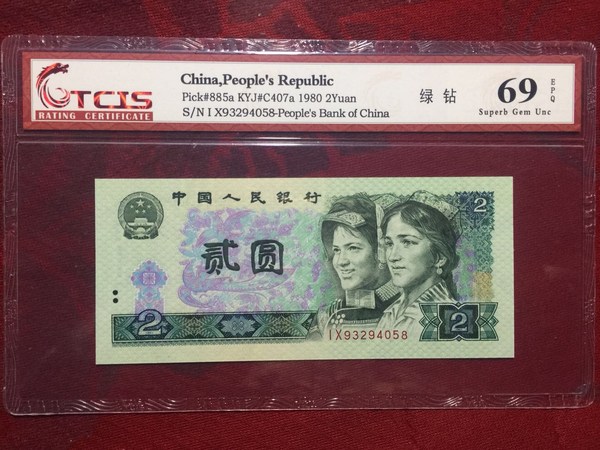 TCIS
RATING CERTIFICATE
China,People's Republic
Pick#885a KYJ#C407a 1980 2Yuan
S/N I X93294058-People's Bank of China
绿 钻
69 EPQ
Superb Gem Unc
中国人民银行
2
贰圆
2
2
IX93294058